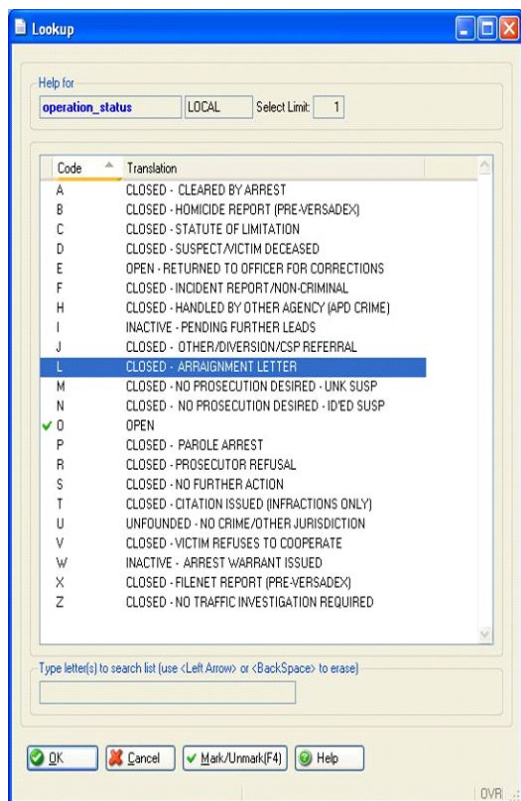 Lookup
Help for
operation_status LOCAL Select Limit: 1
Code Translation
A CLOSED - CLEARED BY ARREST
B CLOSED - HOMICIDE REPORT (PRE-VERSADEX)
C CLOSED - STATUTE OF LIMITATION
D CLOSED - SUSPECT/VICTIM DECEASED
E OPEN - RETURNED TO OFFICER FOR CORRECTIONS
F CLOSED - INCIDENT REPORT/NON-CRIMINAL
H CLOSED - HANDLED BY OTHER AGENCY (APD CRIME)
I INACTIVE - PENDING FURTHER LEADS
J CLOSED - OTHER/DIVERSION/CSP REFERRAL
L CLOSED - ARRAIGNMENT LETTER
M CLOSED - NO PROSECUTION DESIRED - UNK SUSP
N CLOSED - NO PROSECUTION DESIRED - ID'ED SUSP
O OPEN
P CLOSED - PAROLE ARREST
R CLOSED - PROSECUTOR REFUSAL
S CLOSED - NO FURTHER ACTION
T CLOSED - CITATION ISSUED (INFRACTIONS ONLY)
U UNFOUNDED - NO CRIME/OTHER JURISDICTION
V CLOSED - VICTIM REFUSES TO COOPERATE
W INACTIVE - ARREST WARRANT ISSUED
X CLOSED - FILENET REPORT (PRE-VERSADEX)
Z CLOSED - NO TRAFFIC INVESTIGATION REQUIRED
Type letter(s) to search list (use <Left Arrow> or <BackSpace> to erase)
OK Cancel Mark/Unmark(F4) Help
OVR